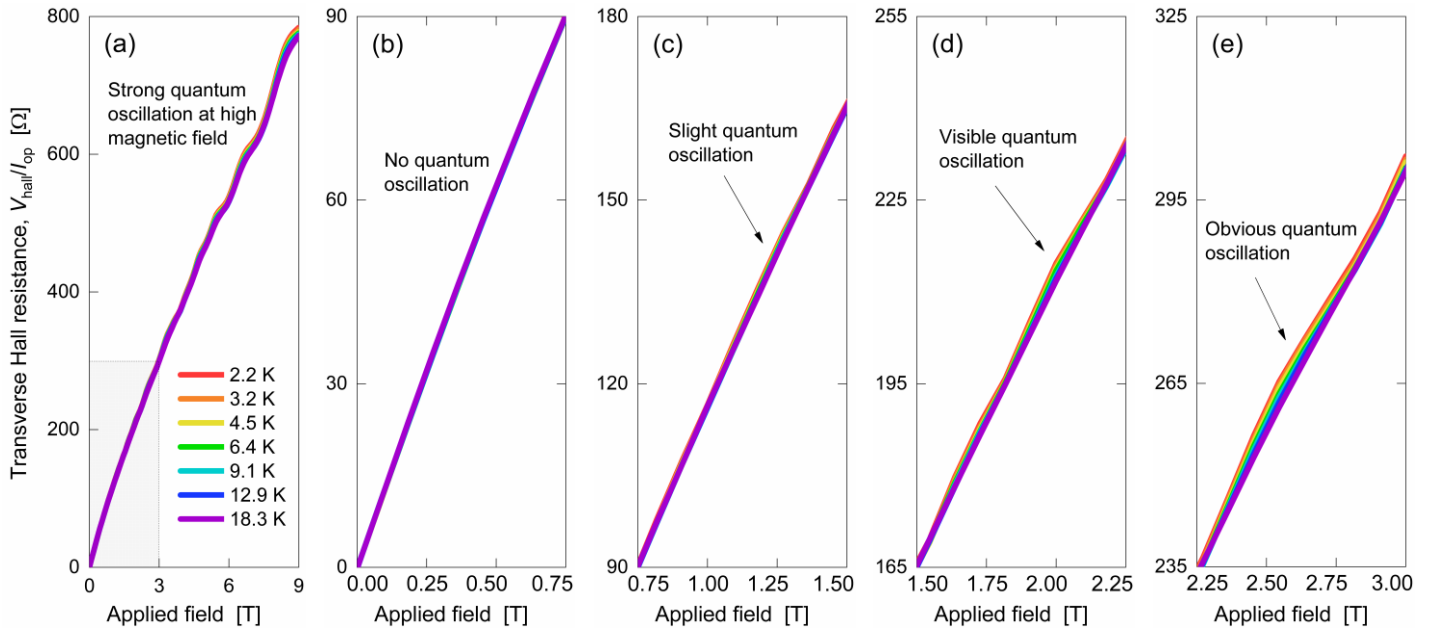 Transverse Hall resistance, V_hall/I_op [Ω]
(a)
Strong quantum
oscillation at high
magnetic field
800
600
400
200
0
2.2 K
3.2 K
4.5 K
6.4 K
9.1 K
12.9 K
18.3 K
0 3 6 9
Applied field [T]
(b)
No quantum
oscillation
90
60
30
0
0.00 0.25 0.50 0.75
Applied field [T]
(c)
Slight quantum
oscillation
180
150
120
90
0.75 1.00 1.25 1.50
Applied field [T]
(d)
Visible quantum
oscillation
255
225
195
165
1.50 1.75 2.00 2.25
Applied field [T]
(e)
Obvious quantum
oscillation
325
295
265
235
2.25 2.50 2.75 3.00
Applied field [T]